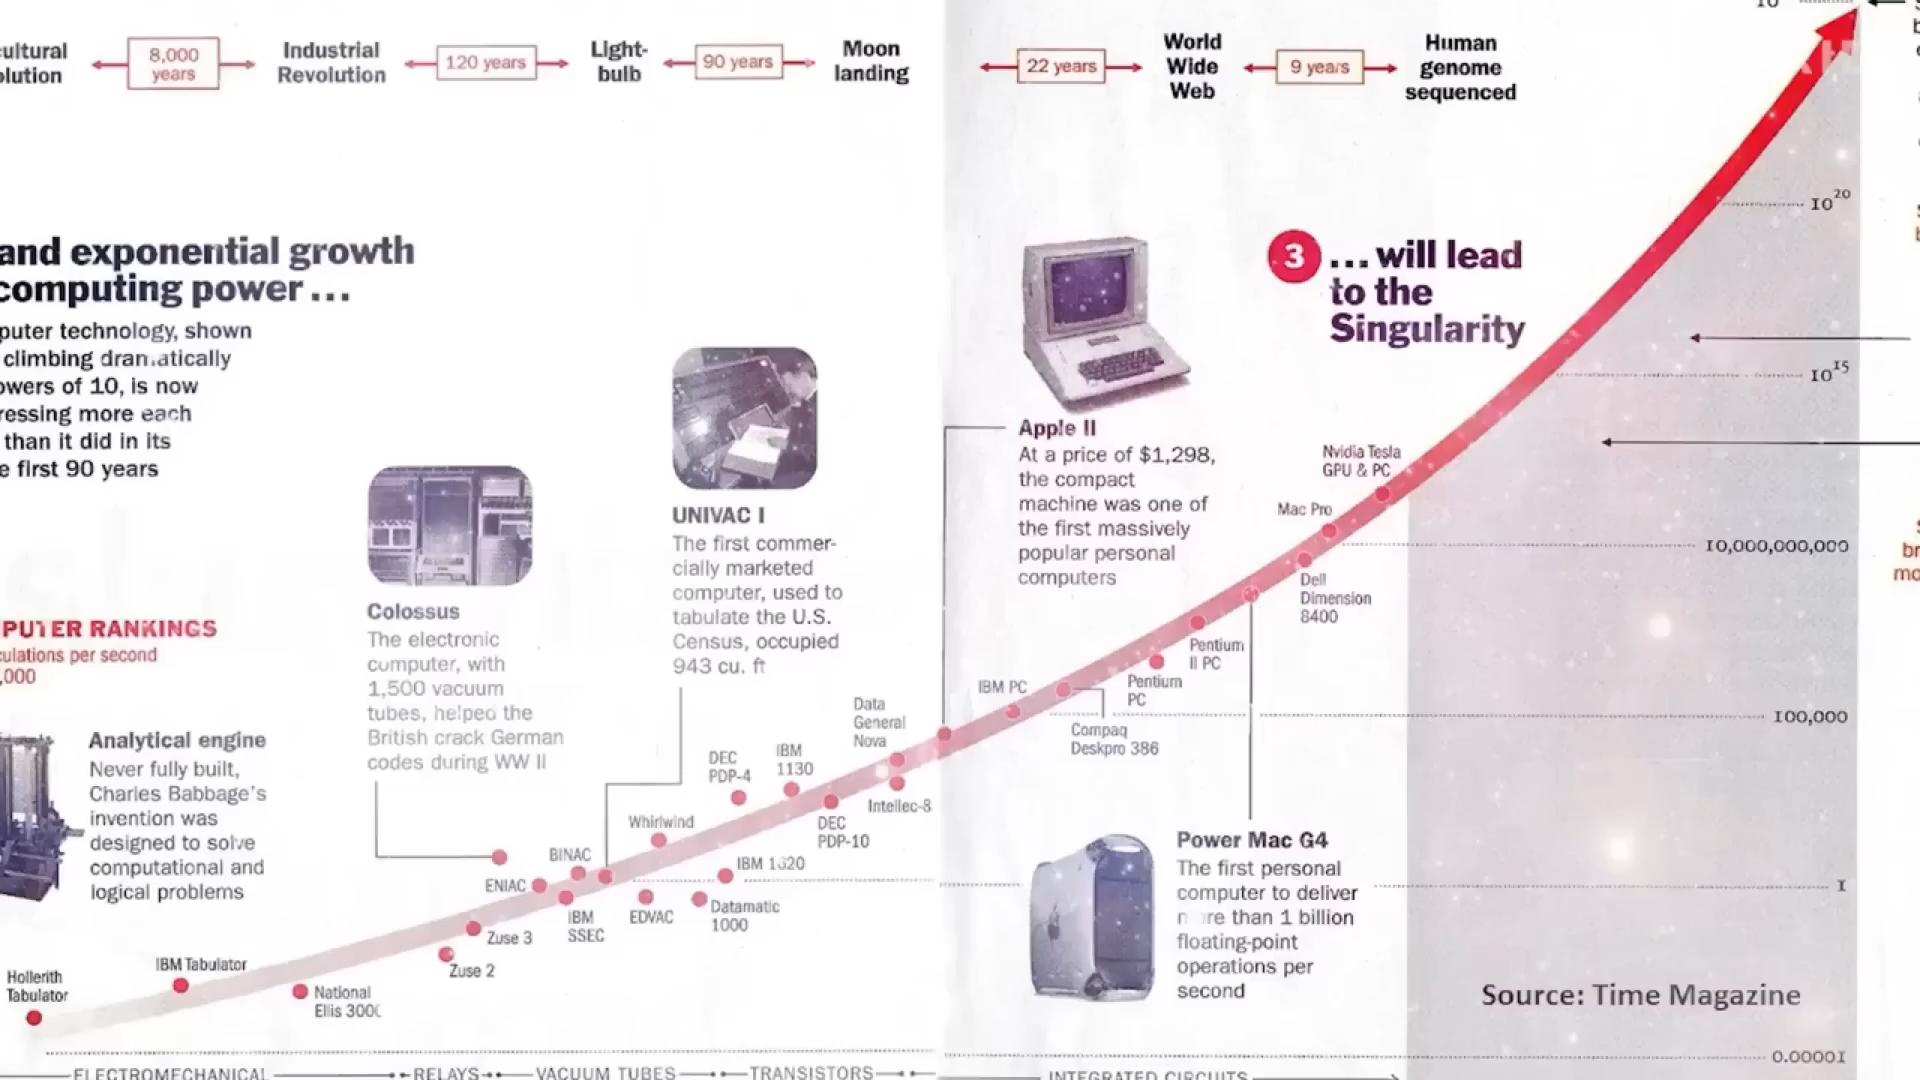 cultural
olution
8,000
years
Industrial
Revolution
120 years
Light-
bulb
90 years
Moon
landing
22 years
World
Wide
Web
9 years
Human
genome
sequenced
and exponential growth
computing power...
puter technology, shown
climbing dramatically
owers of 10, is now
ressing more each
than it did in its
e first 90 years
3 ...will lead
to the
Singularity
10²⁰
10¹⁵
10,000,000,000
100,000
1
0.00001
Apple II
At a price of $1,298,
the compact
machine was one of
the first massively
popular personal
computers
UNIVAC I
The first commer-
cially marketed
computer, used to
tabulate the U.S.
Census, occupied
943 cu. ft
Colossus
The electronic
computer, with
1,500 vacuum
tubes, helped the
British crack German
codes during WW II
PUTER RANKINGS
culations per second
,000
Analytical engine
Never fully built,
Charles Babbage's
invention was
designed to solve
computational and
logical problems
Power Mac G4
The first personal
computer to deliver
more than 1 billion
floating-point
operations per
second
Hollerith
Tabulator
IBM Tabulator
National
Ellis 3000
Zuse 2
Zuse 3
ENIAC
BINAC
IBM
SSEC
Whirlwind
EDVAC
Datamatic
1000
IBM 1620
DEC
PDP-4
IBM
1130
DEC
PDP-10
Data
General
Nova
Intellec-8
IBM PC
Compaq
Deskpro 386
Pentium
PC
Pentium
II PC
Dell
Dimension
8400
Mac Pro
Nvidia Tesla
GPU & PC
Source: Time Magazine
ELECTROMECHANICAL
RELAYS
VACUUM TUBES
TRANSISTORS
INTEGRATED CIRCUITS